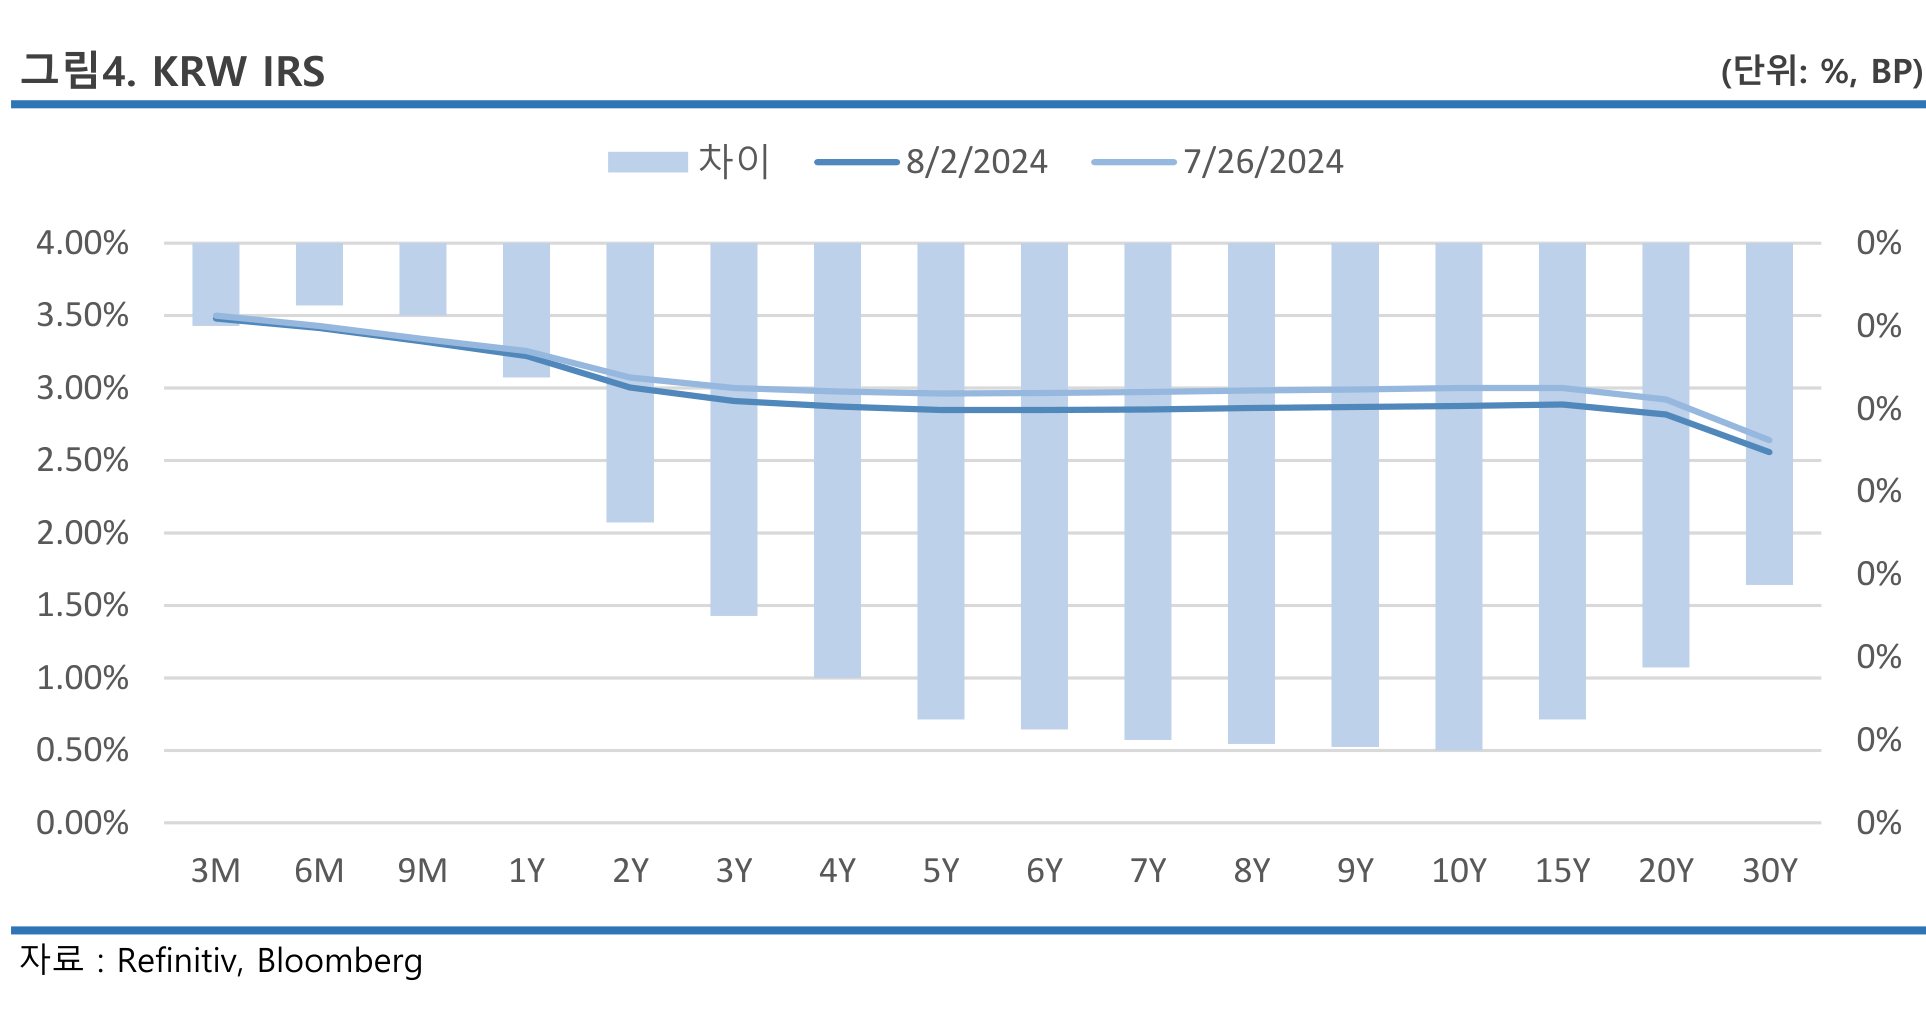 그림4. KRW IRS (단위: %, BP)
차이 8/2/2024 7/26/2024
4.00% 0%
3.50% 0%
3.00% 0%
2.50% 0%
2.00% 0%
1.50% 0%
1.00% 0%
0.50% 0%
0.00%
3M 6M 9M 1Y 2Y 3Y 4Y 5Y 6Y 7Y 8Y 9Y 10Y 15Y 20Y 30Y
자료 : Refinitiv, Bloomberg